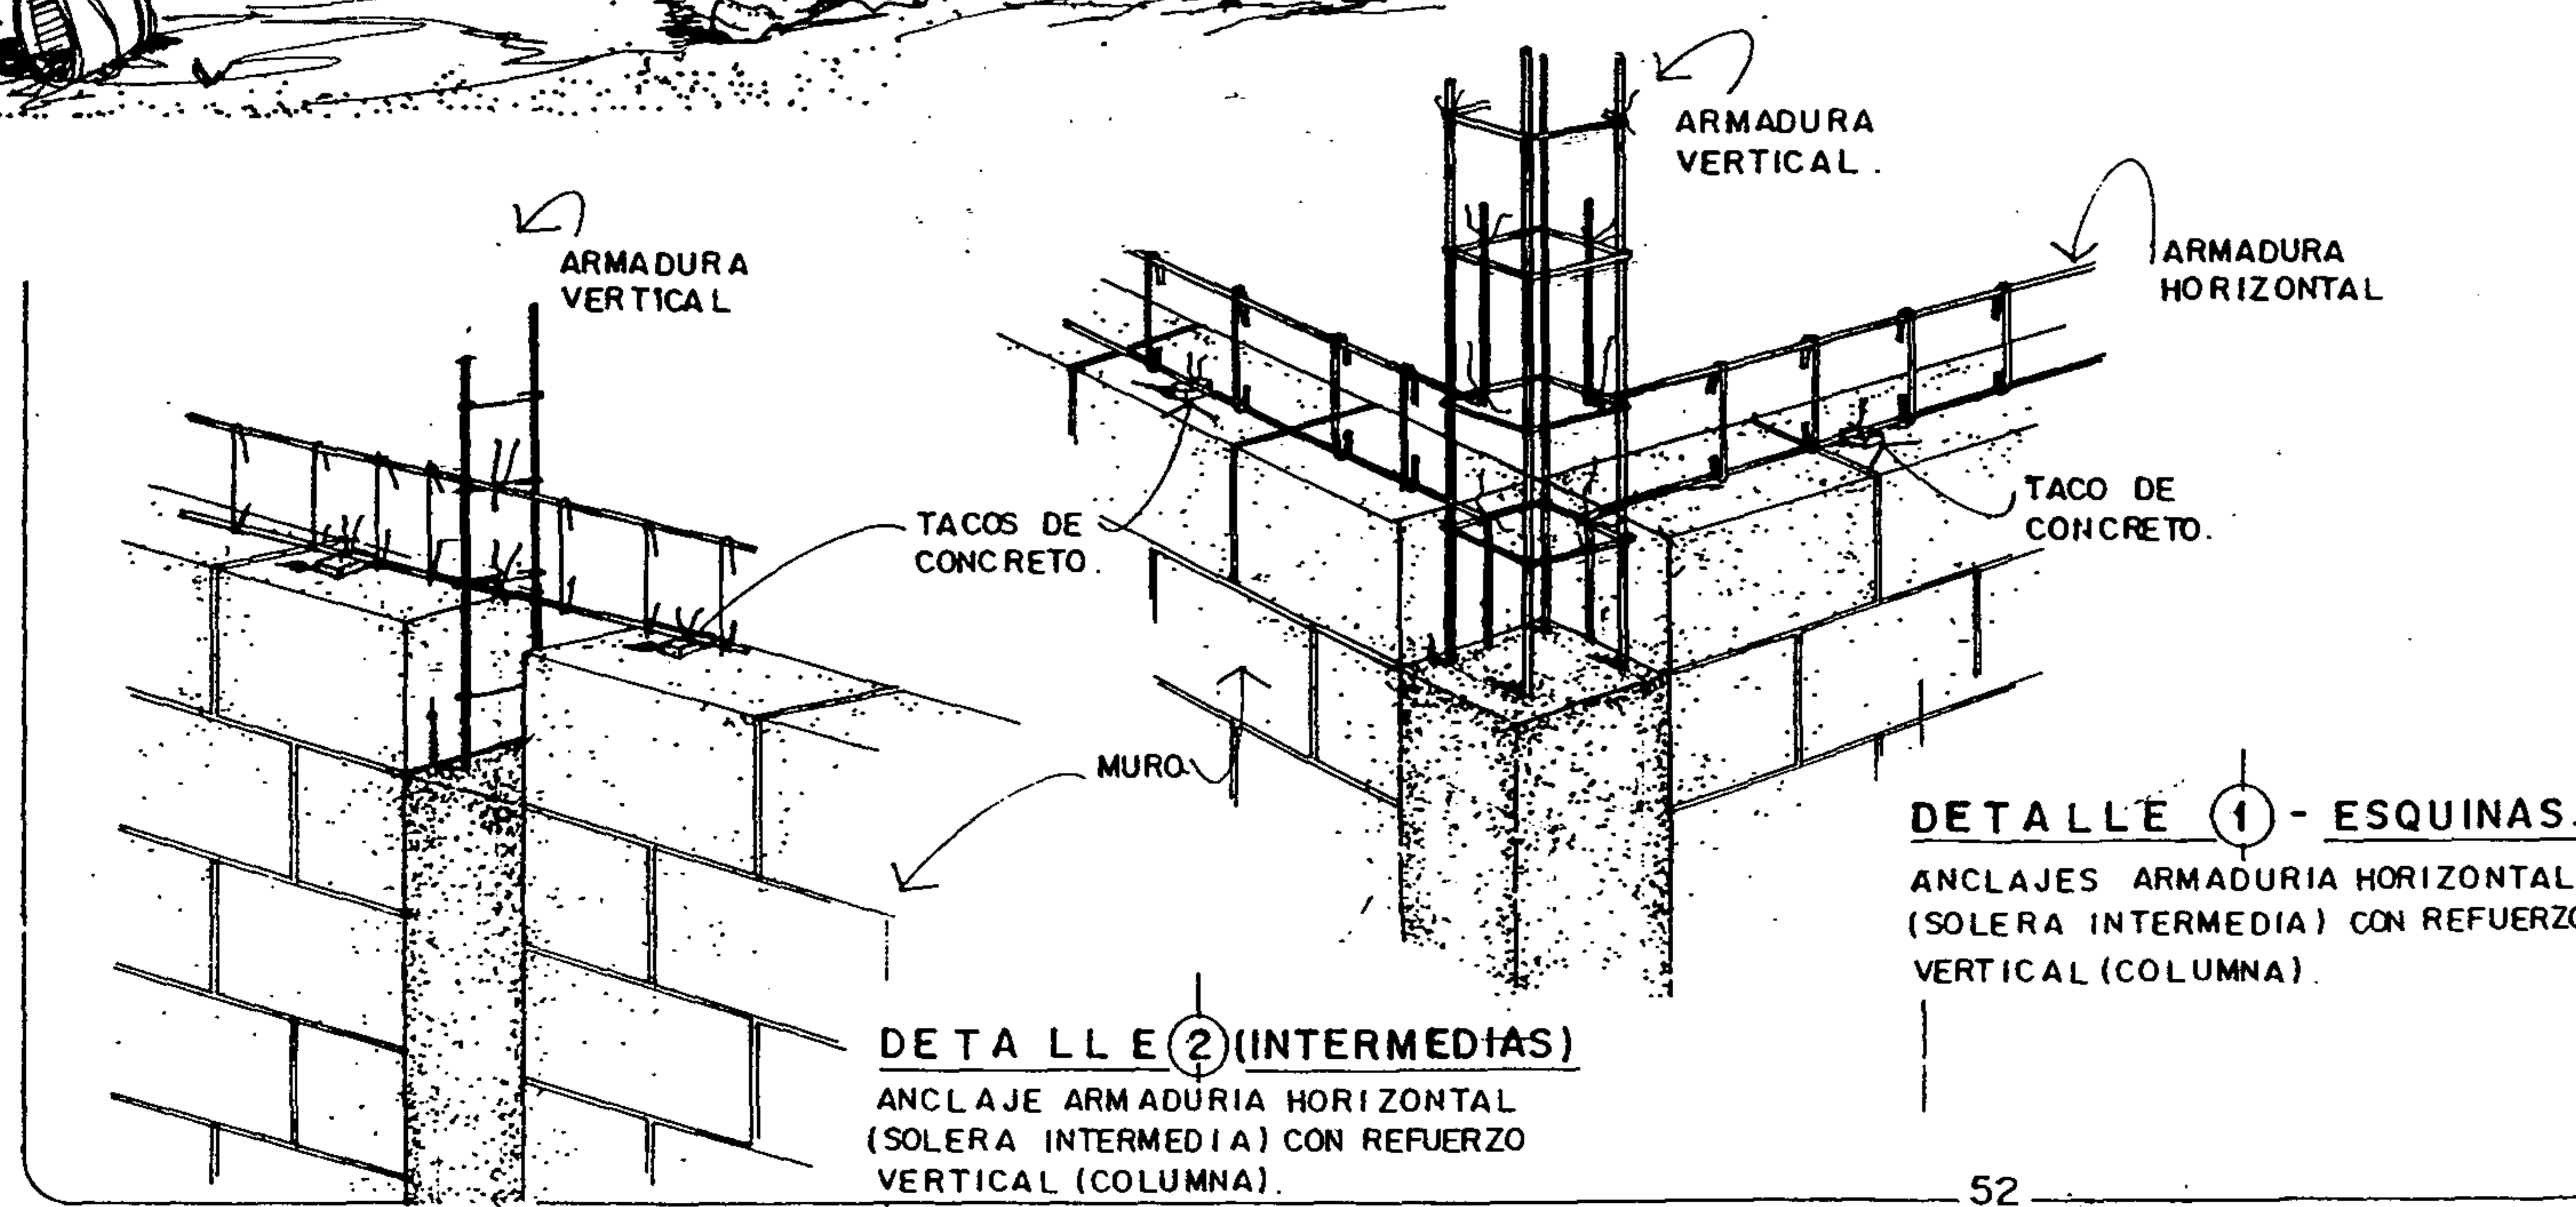 ARMADURA
VERTICAL
ARMADURA
VERTICAL.
ARMADURA
HORIZONTAL
TACOS DE
CONCRETO.
TACO DE
CONCRETO.
MURO
DETALLE 1 - ESQUINAS.
ANCLAJES ARMADURIA HORIZONTAL
(SOLERA INTERMEDIA) CON REFUERZO
VERTICAL (COLUMNA).
DETALLE 2 (INTERMEDIAS)
ANCLAJE ARMADURIA HORIZONTAL
(SOLERA INTERMEDIA) CON REFUERZO
VERTICAL (COLUMNA).
52